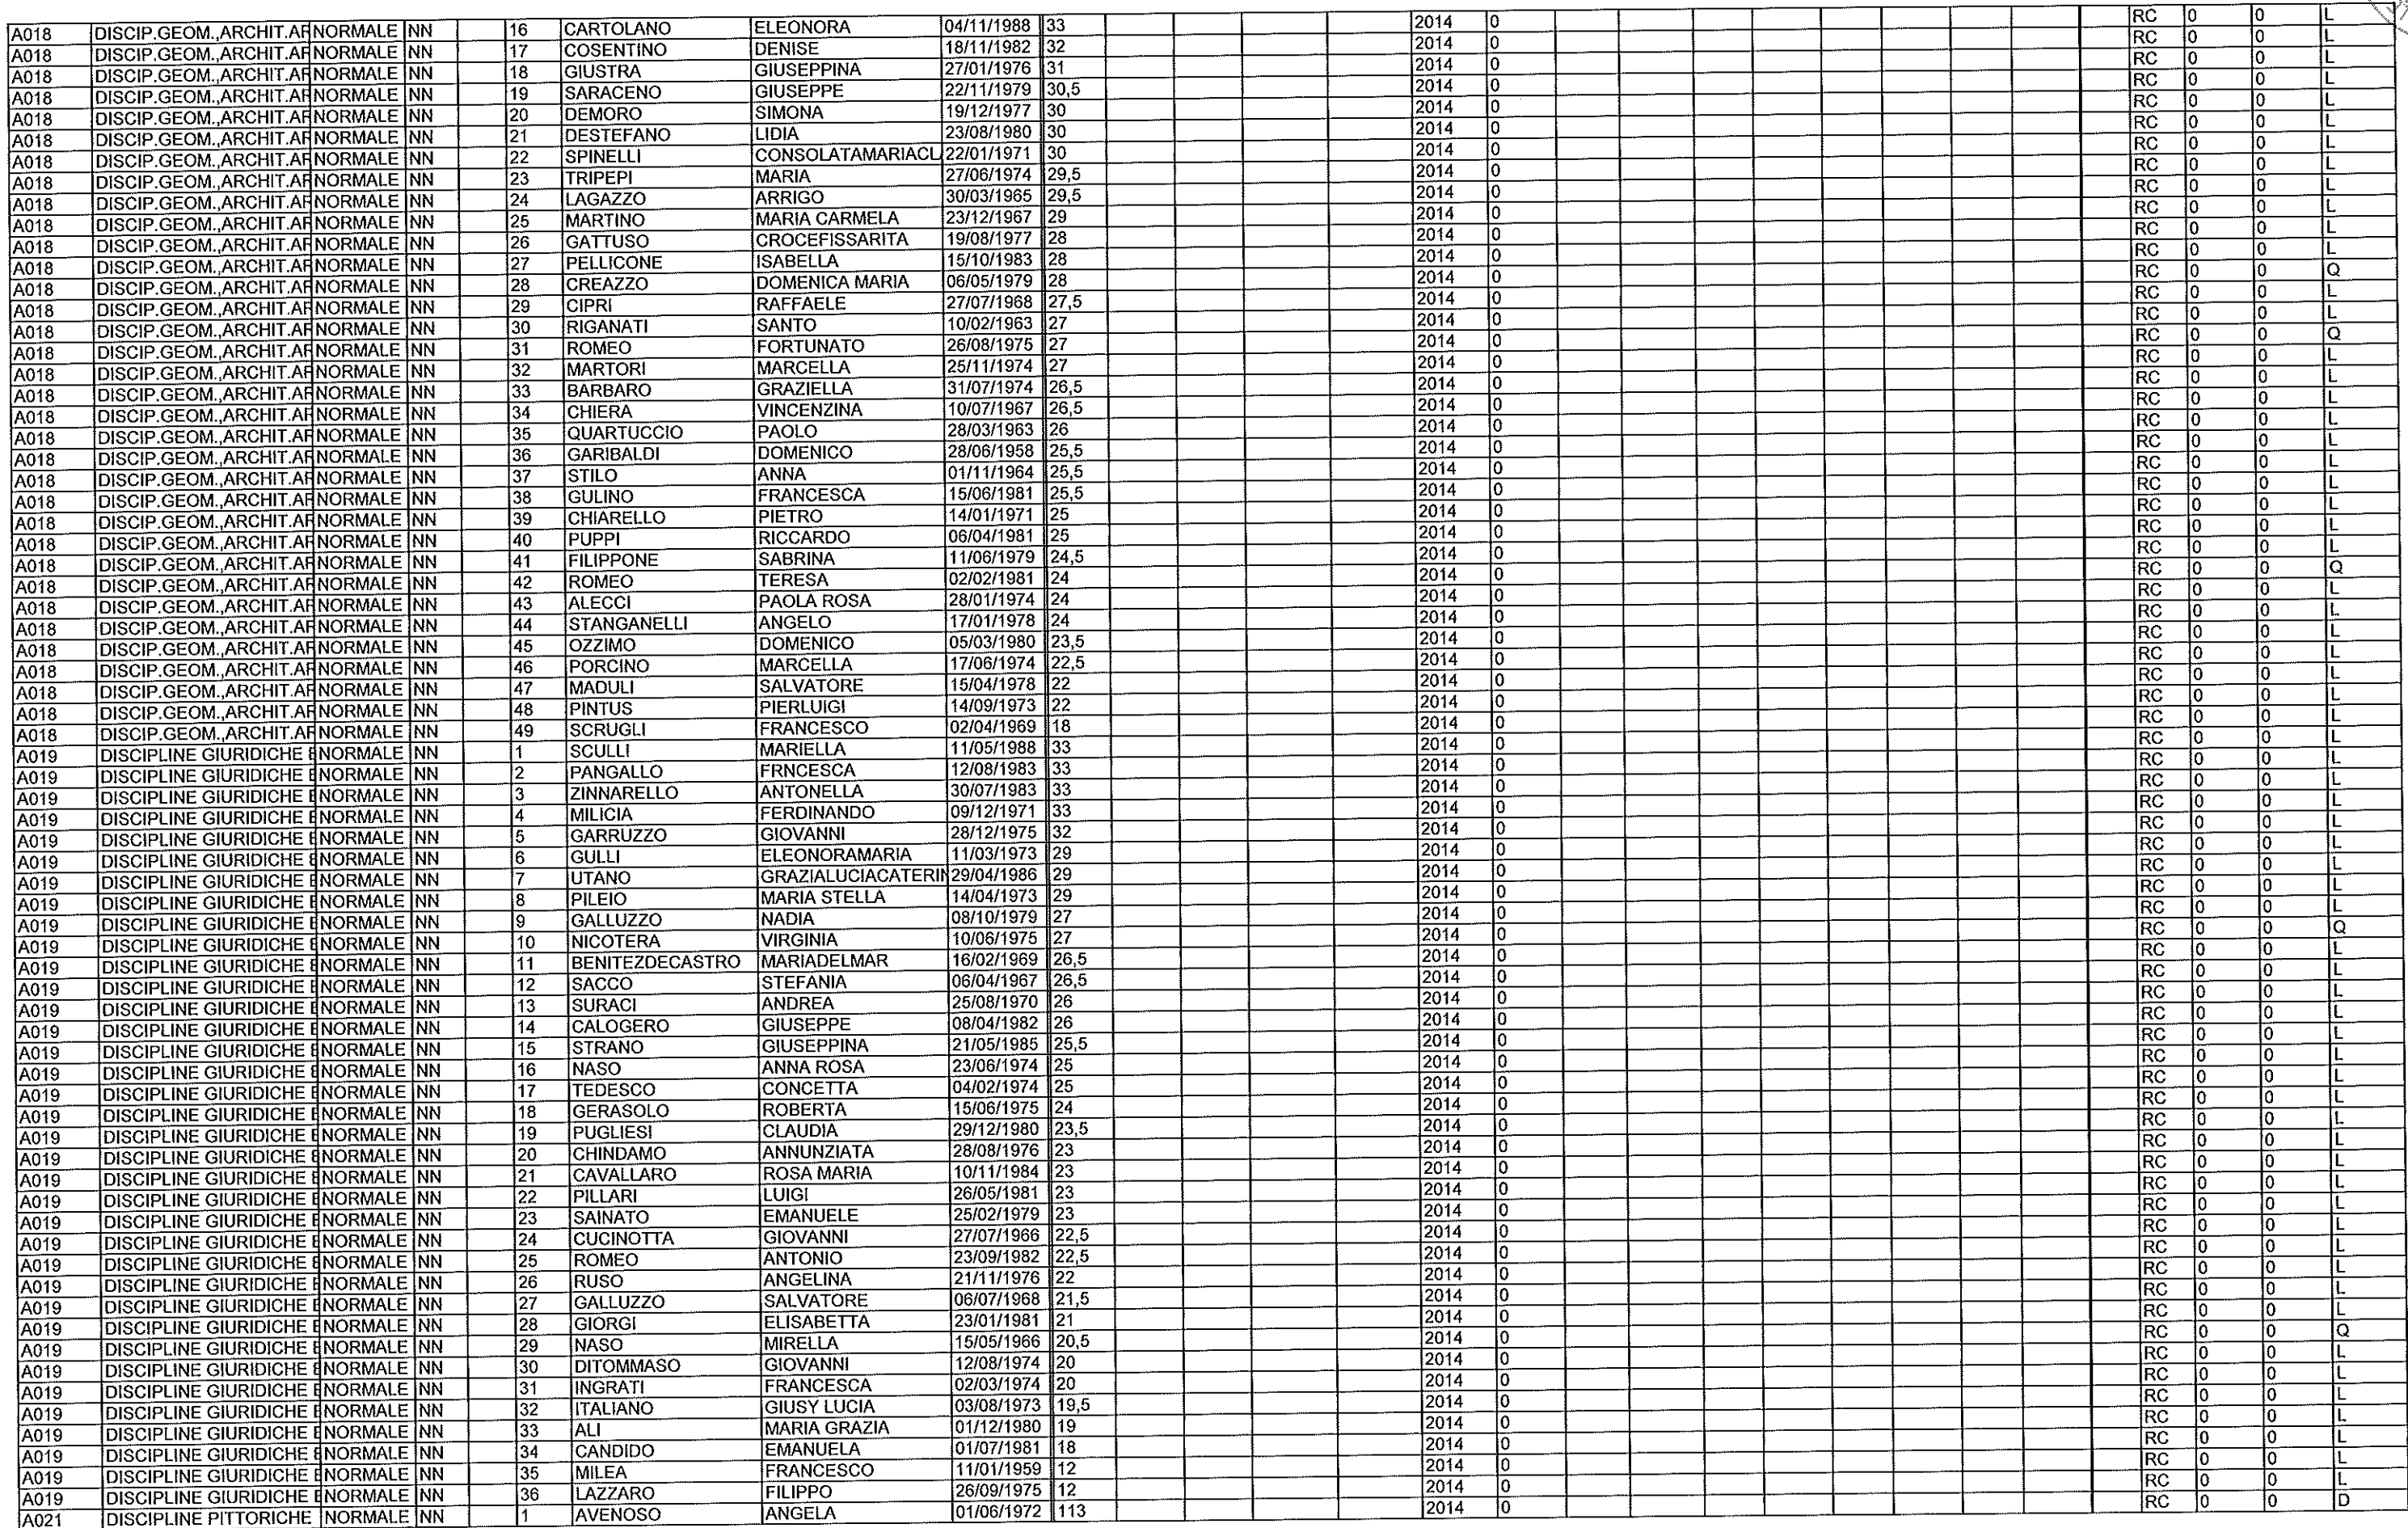 A018 DISCIP.GEOM.,ARCHIT.AR NORMALE NN 16 CARTOLANO ELEONORA 04/11/1988 33 2014 0 RC 0 0 L
A018 DISCIP.GEOM.,ARCHIT.AR NORMALE NN 17 COSENTINO DENISE 18/11/1982 32 2014 0 RC 0 0 L
A018 DISCIP.GEOM.,ARCHIT.AR NORMALE NN 18 GIUSTRA GIUSEPPINA 27/01/1976 31 2014 0 RC 0 0 L
A018 DISCIP.GEOM.,ARCHIT.AR NORMALE NN 19 SARACENO GIUSEPPE 22/11/1979 30,5 2014 0 RC 0 0 L
A018 DISCIP.GEOM.,ARCHIT.AR NORMALE NN 20 DEMORO SIMONA 19/12/1977 30 2014 0 RC 0 0 L
A018 DISCIP.GEOM.,ARCHIT.AR NORMALE NN 21 DESTEFANO LIDIA 23/08/1980 30 2014 0 RC 0 0 L
A018 DISCIP.GEOM.,ARCHIT.AR NORMALE NN 22 SPINELLI CONSOLATAMARIACL 22/01/1971 30 2014 0 RC 0 0 L
A018 DISCIP.GEOM.,ARCHIT.AR NORMALE NN 23 TRIPEPI MARIA 27/06/1974 29,5 2014 0 RC 0 0 L
A018 DISCIP.GEOM.,ARCHIT.AR NORMALE NN 24 LAGAZZO ARRIGO 30/03/1965 29,5 2014 0 RC 0 0 L
A018 DISCIP.GEOM.,ARCHIT.AR NORMALE NN 25 MARTINO MARIA CARMELA 23/12/1967 29 2014 0 RC 0 0 L
A018 DISCIP.GEOM.,ARCHIT.AR NORMALE NN 26 GATTUSO CROCEFISSARITA 19/08/1977 28 2014 0 RC 0 0 L
A018 DISCIP.GEOM.,ARCHIT.AR NORMALE NN 27 PELLICONE ISABELLA 15/10/1983 28 2014 0 RC 0 0 L
A018 DISCIP.GEOM.,ARCHIT.AR NORMALE NN 28 CREAZZO DOMENICA MARIA 06/05/1979 28 2014 0 RC 0 0 Q
A018 DISCIP.GEOM.,ARCHIT.AR NORMALE NN 29 CIPRI RAFFAELE 27/07/1968 27,5 2014 0 RC 0 0 L
A018 DISCIP.GEOM.,ARCHIT.AR NORMALE NN 30 RIGANATI SANTO 10/02/1963 27 2014 0 RC 0 0 L
A018 DISCIP.GEOM.,ARCHIT.AR NORMALE NN 31 ROMEO FORTUNATO 26/08/1975 27 2014 0 RC 0 0 Q
A018 DISCIP.GEOM.,ARCHIT.AR NORMALE NN 32 MARTORI MARCELLA 25/11/1974 27 2014 0 RC 0 0 L
A018 DISCIP.GEOM.,ARCHIT.AR NORMALE NN 33 BARBARO GRAZIELLA 31/07/1974 26,5 2014 0 RC 0 0 L
A018 DISCIP.GEOM.,ARCHIT.AR NORMALE NN 34 CHIERA VINCENZINA 10/07/1967 26,5 2014 0 RC 0 0 L
A018 DISCIP.GEOM.,ARCHIT.AR NORMALE NN 35 QUARTUCCIO PAOLO 28/03/1963 26 2014 0 RC 0 0 L
A018 DISCIP.GEOM.,ARCHIT.AR NORMALE NN 36 GARIBALDI DOMENICO 28/06/1958 25,5 2014 0 RC 0 0 L
A018 DISCIP.GEOM.,ARCHIT.AR NORMALE NN 37 STILO ANNA 01/11/1964 25,5 2014 0 RC 0 0 L
A018 DISCIP.GEOM.,ARCHIT.AR NORMALE NN 38 GULINO FRANCESCA 15/06/1981 25,5 2014 0 RC 0 0 L
A018 DISCIP.GEOM.,ARCHIT.AR NORMALE NN 39 CHIARELLO PIETRO 14/01/1971 25 2014 0 RC 0 0 L
A018 DISCIP.GEOM.,ARCHIT.AR NORMALE NN 40 PUPPI RICCARDO 06/04/1981 25 2014 0 RC 0 0 L
A018 DISCIP.GEOM.,ARCHIT.AR NORMALE NN 41 FILIPPONE SABRINA 11/06/1979 24,5 2014 0 RC 0 0 L
A018 DISCIP.GEOM.,ARCHIT.AR NORMALE NN 42 ROMEO TERESA 02/02/1981 24 2014 0 RC 0 0 Q
A018 DISCIP.GEOM.,ARCHIT.AR NORMALE NN 43 ALECCI PAOLA ROSA 28/01/1974 24 2014 0 RC 0 0 L
A018 DISCIP.GEOM.,ARCHIT.AR NORMALE NN 44 STANGANELLI ANGELO 17/01/1978 24 2014 0 RC 0 0 L
A018 DISCIP.GEOM.,ARCHIT.AR NORMALE NN 45 OZZIMO DOMENICO 05/03/1980 23,5 2014 0 RC 0 0 L
A018 DISCIP.GEOM.,ARCHIT.AR NORMALE NN 46 PORCINO MARCELLA 17/06/1974 22,5 2014 0 RC 0 0 L
A018 DISCIP.GEOM.,ARCHIT.AR NORMALE NN 47 MADULI SALVATORE 15/04/1978 22 2014 0 RC 0 0 L
A018 DISCIP.GEOM.,ARCHIT.AR NORMALE NN 48 PINTUS PIERLUIGI 14/09/1973 22 2014 0 RC 0 0 L
A018 DISCIP.GEOM.,ARCHIT.AR NORMALE NN 49 SCRUGLI FRANCESCO 02/04/1969 18 2014 0 RC 0 0 L
A019 DISCIPLINE GIURIDICHE E NORMALE NN 1 SCULLI MARIELLA 11/05/1988 33 2014 0 RC 0 0 L
A019 DISCIPLINE GIURIDICHE E NORMALE NN 2 PANGALLO FRNCESCA 12/08/1983 33 2014 0 RC 0 0 L
A019 DISCIPLINE GIURIDICHE E NORMALE NN 3 ZINNARELLO ANTONELLA 30/07/1983 33 2014 0 RC 0 0 L
A019 DISCIPLINE GIURIDICHE E NORMALE NN 4 MILICIA FERDINANDO 09/12/1971 33 2014 0 RC 0 0 L
A019 DISCIPLINE GIURIDICHE E NORMALE NN 5 GARRUZZO GIOVANNI 28/12/1975 32 2014 0 RC 0 0 L
A019 DISCIPLINE GIURIDICHE E NORMALE NN 6 GULLI ELEONORAMARIA 11/03/1973 29 2014 0 RC 0 0 L
A019 DISCIPLINE GIURIDICHE E NORMALE NN 7 UTANO GRAZIALUCIACATERIN 29/04/1986 29 2014 0 RC 0 0 L
A019 DISCIPLINE GIURIDICHE E NORMALE NN 8 PILEIO MARIA STELLA 14/04/1973 29 2014 0 RC 0 0 L
A019 DISCIPLINE GIURIDICHE E NORMALE NN 9 GALLUZZO NADIA 08/10/1979 27 2014 0 RC 0 0 L
A019 DISCIPLINE GIURIDICHE E NORMALE NN 10 NICOTERA VIRGINIA 10/06/1975 27 2014 0 RC 0 0 Q
A019 DISCIPLINE GIURIDICHE E NORMALE NN 11 BENITEZDECASTRO MARIADELMAR 16/02/1969 26,5 2014 0 RC 0 0 L
A019 DISCIPLINE GIURIDICHE E NORMALE NN 12 SACCO STEFANIA 06/04/1967 26,5 2014 0 RC 0 0 L
A019 DISCIPLINE GIURIDICHE E NORMALE NN 13 SURACI ANDREA 25/08/1970 26 2014 0 RC 0 0 L
A019 DISCIPLINE GIURIDICHE E NORMALE NN 14 CALOGERO GIUSEPPE 08/04/1982 26 2014 0 RC 0 0 L
A019 DISCIPLINE GIURIDICHE E NORMALE NN 15 STRANO GIUSEPPINA 21/05/1985 25,5 2014 0 RC 0 0 L
A019 DISCIPLINE GIURIDICHE E NORMALE NN 16 NASO ANNA ROSA 23/06/1974 25 2014 0 RC 0 0 L
A019 DISCIPLINE GIURIDICHE E NORMALE NN 17 TEDESCO CONCETTA 04/02/1974 25 2014 0 RC 0 0 L
A019 DISCIPLINE GIURIDICHE E NORMALE NN 18 GERASOLO ROBERTA 15/06/1975 24 2014 0 RC 0 0 L
A019 DISCIPLINE GIURIDICHE E NORMALE NN 19 PUGLIESI CLAUDIA 29/12/1980 23,5 2014 0 RC 0 0 L
A019 DISCIPLINE GIURIDICHE E NORMALE NN 20 CHINDAMO ANNUNZIATA 28/08/1976 23 2014 0 RC 0 0 L
A019 DISCIPLINE GIURIDICHE E NORMALE NN 21 CAVALLARO ROSA MARIA 10/11/1984 23 2014 0 RC 0 0 L
A019 DISCIPLINE GIURIDICHE E NORMALE NN 22 PILLARI LUIGI 26/05/1981 23 2014 0 RC 0 0 L
A019 DISCIPLINE GIURIDICHE E NORMALE NN 23 SAINATO EMANUELE 25/02/1979 23 2014 0 RC 0 0 L
A019 DISCIPLINE GIURIDICHE E NORMALE NN 24 CUCINOTTA GIOVANNI 27/07/1966 22,5 2014 0 RC 0 0 L
A019 DISCIPLINE GIURIDICHE E NORMALE NN 25 ROMEO ANTONIO 23/09/1982 22,5 2014 0 RC 0 0 L
A019 DISCIPLINE GIURIDICHE E NORMALE NN 26 RUSO ANGELINA 21/11/1976 22 2014 0 RC 0 0 L
A019 DISCIPLINE GIURIDICHE E NORMALE NN 27 GALLUZZO SALVATORE 06/07/1968 21,5 2014 0 RC 0 0 L
A019 DISCIPLINE GIURIDICHE E NORMALE NN 28 GIORGI ELISABETTA 23/01/1981 21 2014 0 RC 0 0 L
A019 DISCIPLINE GIURIDICHE E NORMALE NN 29 NASO MIRELLA 15/05/1966 20,5 2014 0 RC 0 0 Q
A019 DISCIPLINE GIURIDICHE E NORMALE NN 30 DITOMMASO GIOVANNI 12/08/1974 20 2014 0 RC 0 0 L
A019 DISCIPLINE GIURIDICHE E NORMALE NN 31 INGRATI FRANCESCA 02/03/1974 20 2014 0 RC 0 0 L
A019 DISCIPLINE GIURIDICHE E NORMALE NN 32 ITALIANO GIUSY LUCIA 03/08/1973 19,5 2014 0 RC 0 0 L
A019 DISCIPLINE GIURIDICHE E NORMALE NN 33 ALI MARIA GRAZIA 01/12/1980 19 2014 0 RC 0 0 L
A019 DISCIPLINE GIURIDICHE E NORMALE NN 34 CANDIDO EMANUELA 01/07/1981 18 2014 0 RC 0 0 L
A019 DISCIPLINE GIURIDICHE E NORMALE NN 35 MILEA FRANCESCO 11/01/1959 12 2014 0 RC 0 0 L
A019 DISCIPLINE GIURIDICHE E NORMALE NN 36 LAZZARO FILIPPO 26/09/1975 12 2014 0 RC 0 0 L
A021 DISCIPLINE PITTORICHE NORMALE NN 1 AVENOSO ANGELA 01/06/1972 113 2014 0 RC 0 0 D